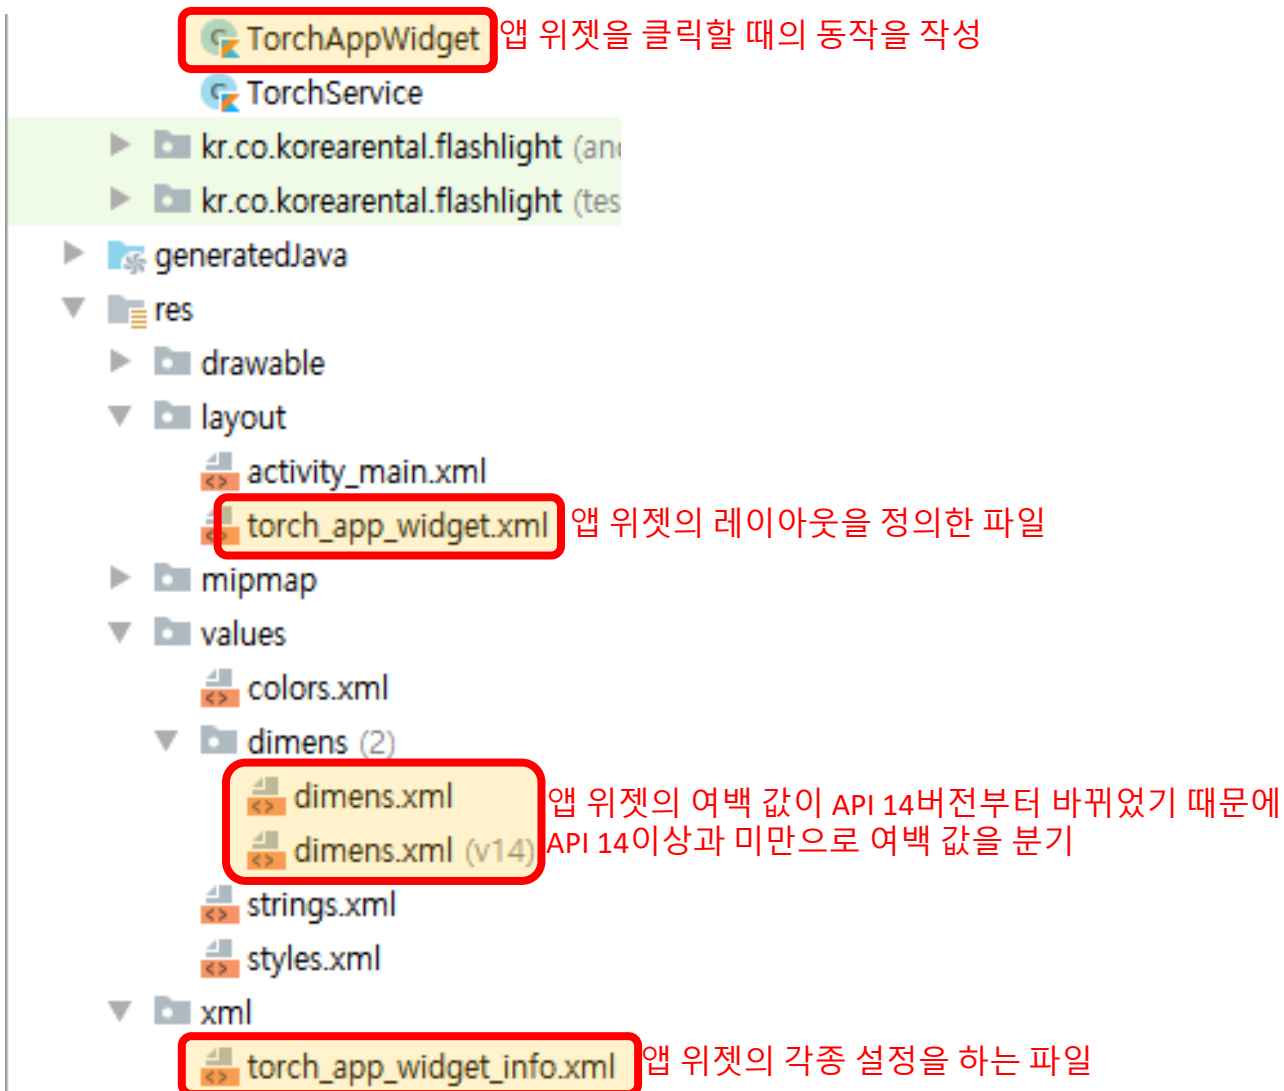 TorchAppWidget 앱 위젯을 클릭할 때의 동작을 작성
TorchService
kr.co.korearental.flashlight (an
kr.co.korearental.flashlight (tes
generatedJava
res
drawable
layout
activity_main.xml
torch_app_widget.xml 앱 위젯의 레이아웃을 정의한 파일
mipmap
values
colors.xml
dimens (2)
dimens.xml 앱 위젯의 여백 값이 API 14버전부터 바뀌었기 때문에
dimens.xml (v14) API 14이상과 미만으로 여백 값을 분기
strings.xml
styles.xml
xml
torch_app_widget_info.xml 앱 위젯의 각종 설정을 하는 파일